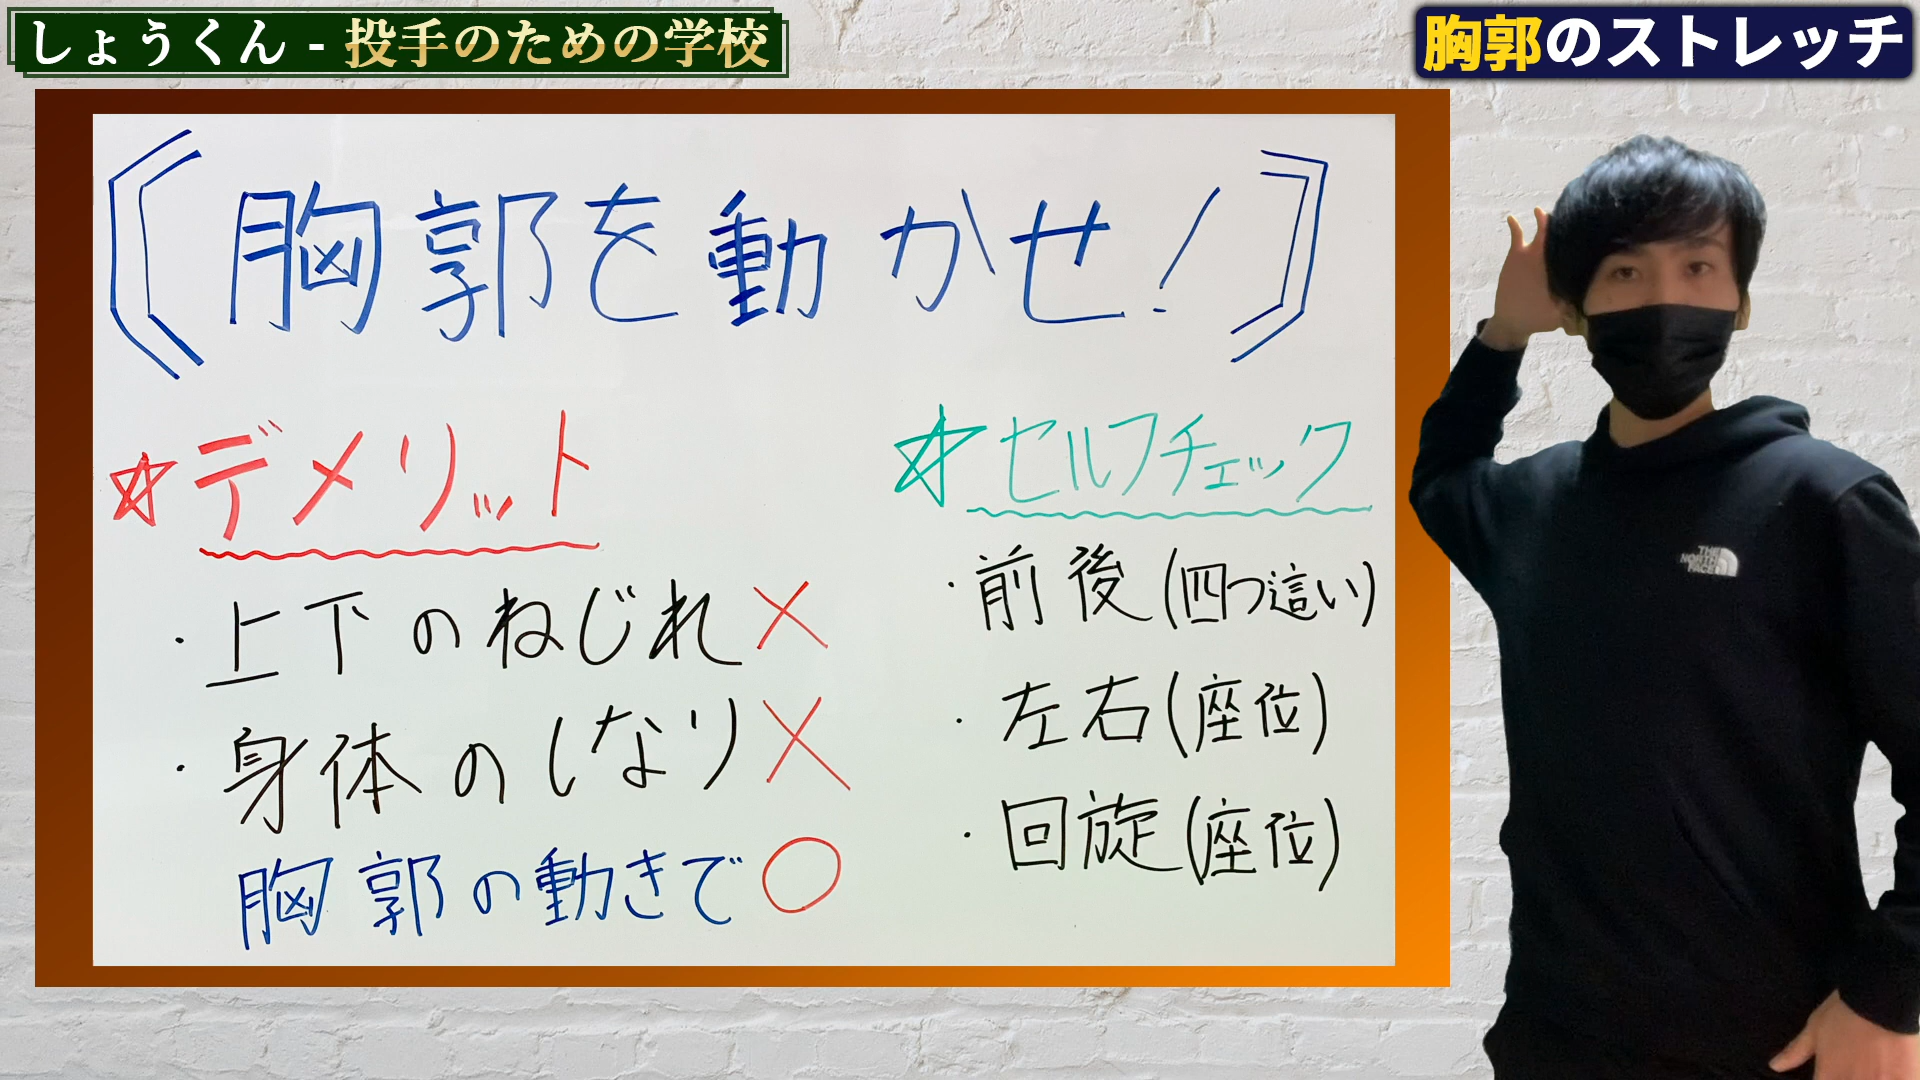 しょうくん - 投手のための学校
胸郭のストレッチ
《胸郭を動かせ!》
☆デメリット
・上下のねじれ×
・身体のしなり×
胸郭の動きで○
☆セルフチェック
・前後(四つ這い)
・左右(座位)
・回旋(座位)
THE NORTH FACE